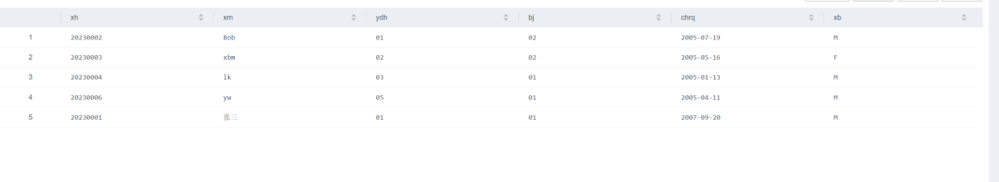 xh xm ydh bj chrq xb
1 20230002 Bob 01 02 2005-07-19 M
2 20230003 xbm 02 02 2005-05-16 F
3 20230004 lk 03 01 2005-01-13 M
4 20230006 yw 05 01 2005-04-11 M
5 20230001 张三 01 01 2007-09-20 M